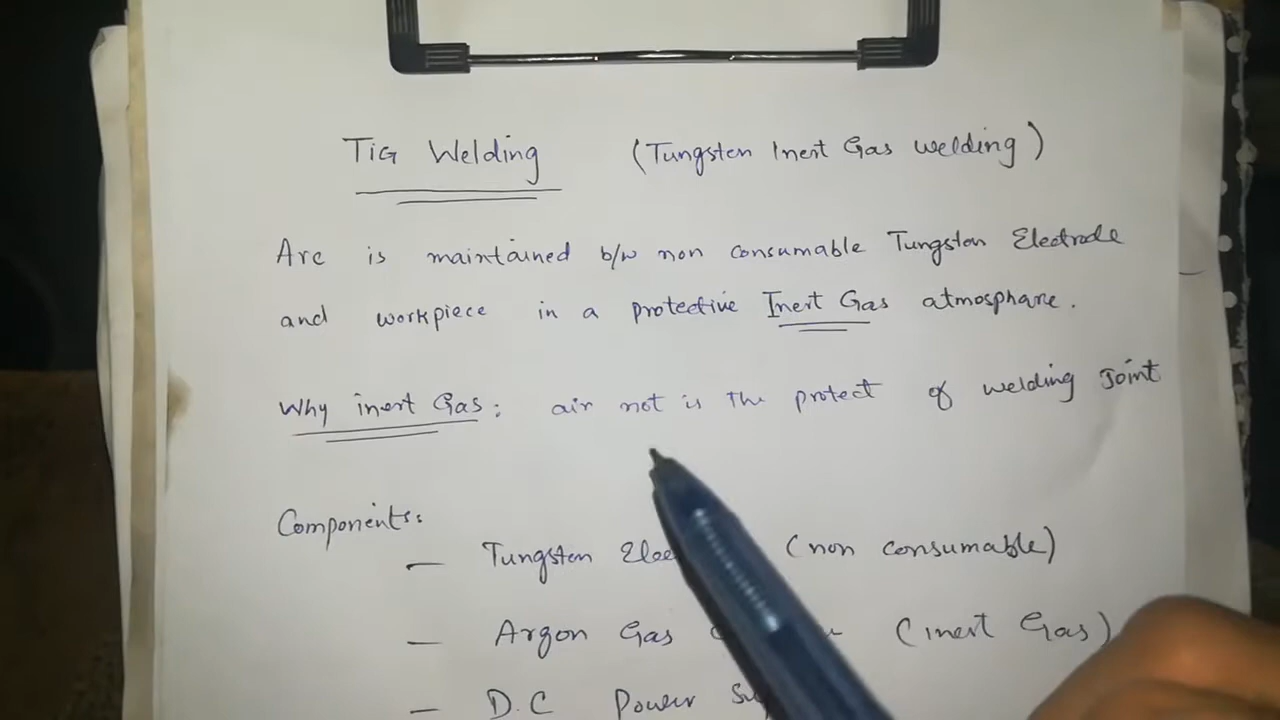 TIG Welding (Tungsten Inert Gas welding)
Arc is maintained b/w non consumable Tungston Electrode
and workpiece in a protective Inert Gas atmosphare.
Why inert Gas: air not is the protect of welding Joint
Components:
— Tungsten (non consumable)
— Argon Gas (inert Gas)
— D.C Power